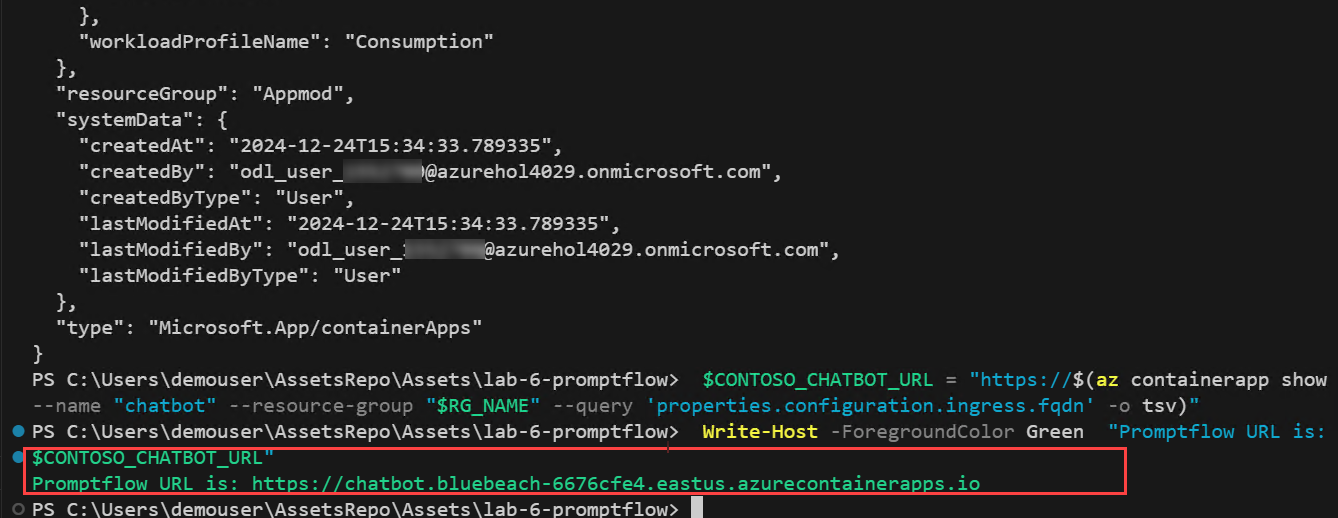 },
"workloadProfileName": "Consumption"
},
"resourceGroup": "Appmod",
"systemData": {
"createdAt": "2024-12-24T15:34:33.789335",
"createdBy": "odl_user_@azurehol4029.onmicrosoft.com",
"createdByType": "User",
"lastModifiedAt": "2024-12-24T15:34:33.789335",
"lastModifiedBy": "odl_user_@azurehol4029.onmicrosoft.com",
"lastModifiedByType": "User"
},
"type": "Microsoft.App/containerApps"
}
PS C:\Users\demouser\AssetsRepo\Assets\lab-6-promptflow> $CONTOSO_CHATBOT_URL = "https://$(az containerapp show
--name "chatbot" --resource-group "$RG_NAME" --query 'properties.configuration.ingress.fqdn' -o tsv)"
PS C:\Users\demouser\AssetsRepo\Assets\lab-6-promptflow> Write-Host -ForegroundColor Green "Promptflow URL is:
$CONTOSO_CHATBOT_URL"
Promptflow URL is: https://chatbot.bluebeach-6676cfe4.eastus.azurecontainerapps.io
PS C:\Users\demouser\AssetsRepo\Assets\lab-6-promptflow>